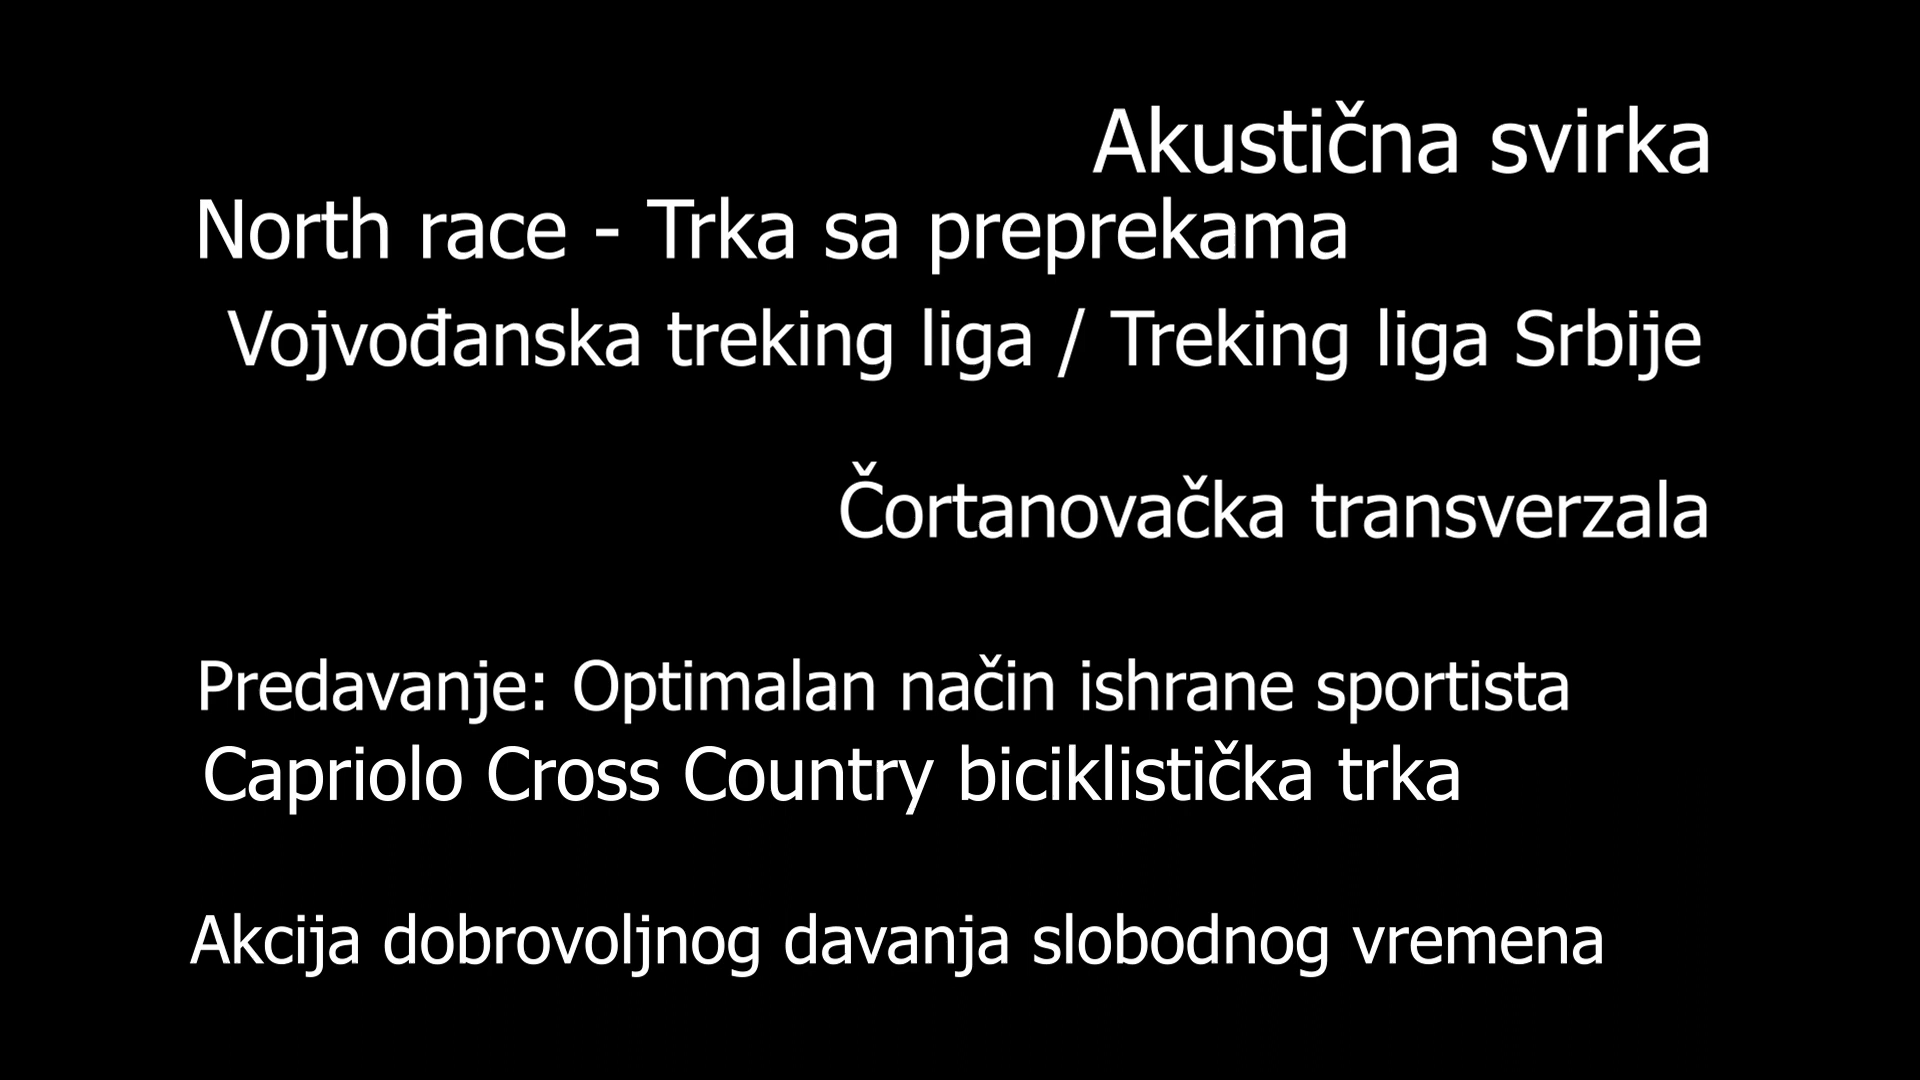 Akustična svirka
North race - Trka sa preprekama
Vojvođanska treking liga / Treking liga Srbije
Čortanovačka transverzala
Predavanje: Optimalan način ishrane sportista
Capriolo Cross Country biciklistička trka
Akcija dobrovoljnog davanja slobodnog vremena